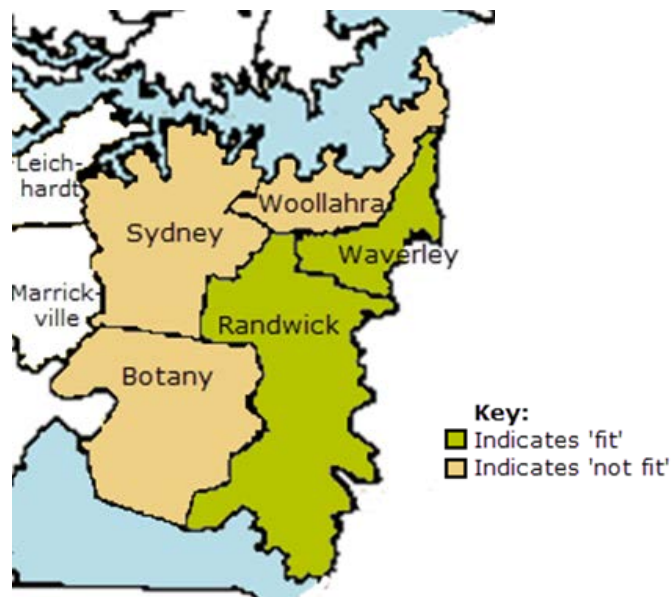 Leich-
hardt
Woollahra
Sydney
Waverley
Marrick-
ville
Randwick
Botany
Key:
Indicates 'fit'
Indicates 'not fit'